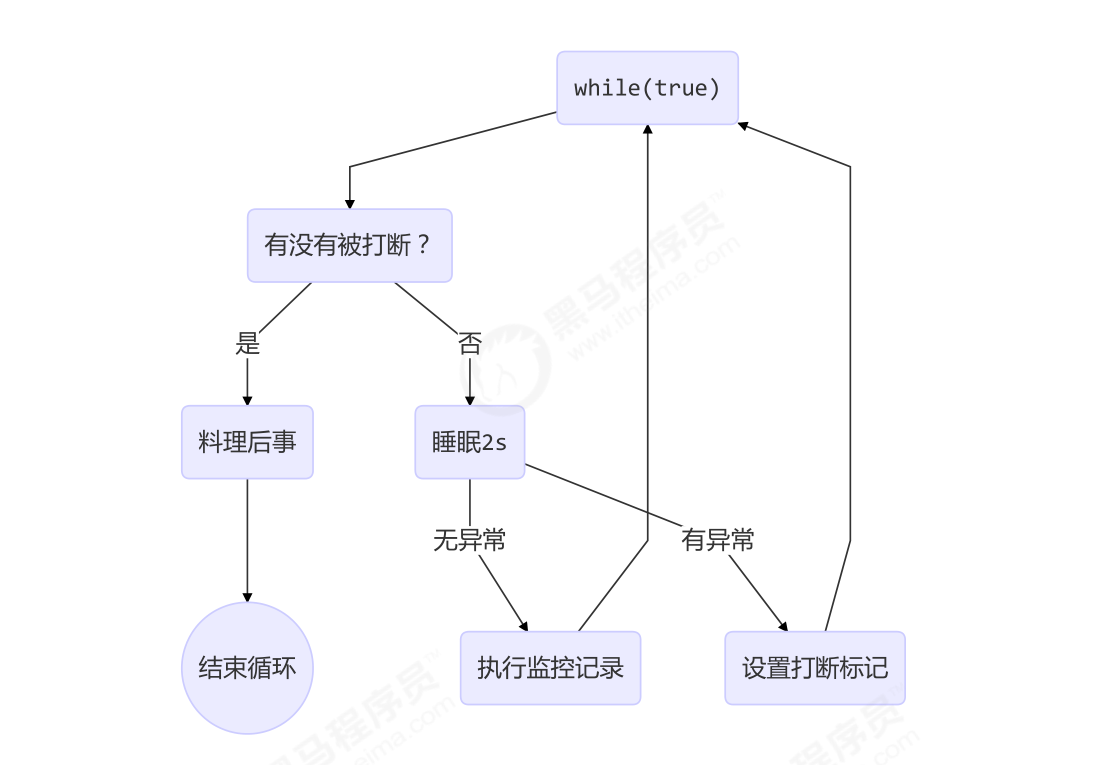 while(true)
有没有被打断？
是
否
料理后事
睡眠2s
无异常
有异常
结束循环
执行监控记录
设置打断标记
黑马程序员
www.itheima.com